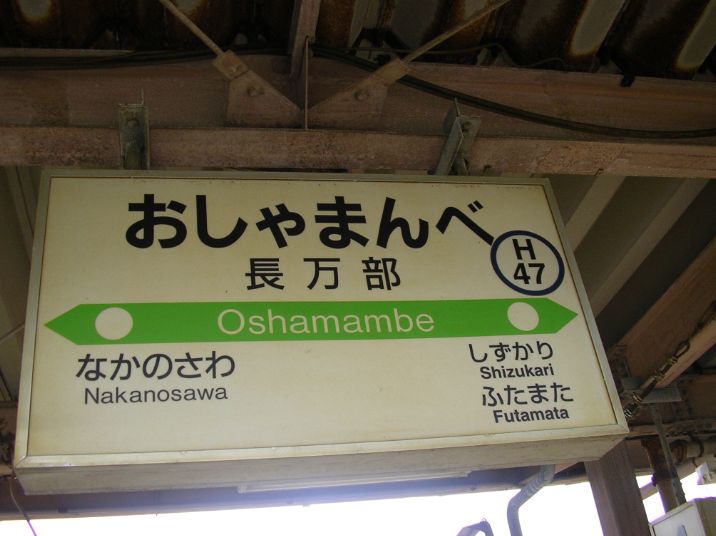 おしゃまんべ
長万部
H
47
Oshamambe
なかのさわ
Nakanosawa
しずかり
Shizukari
ふたまた
Futamata